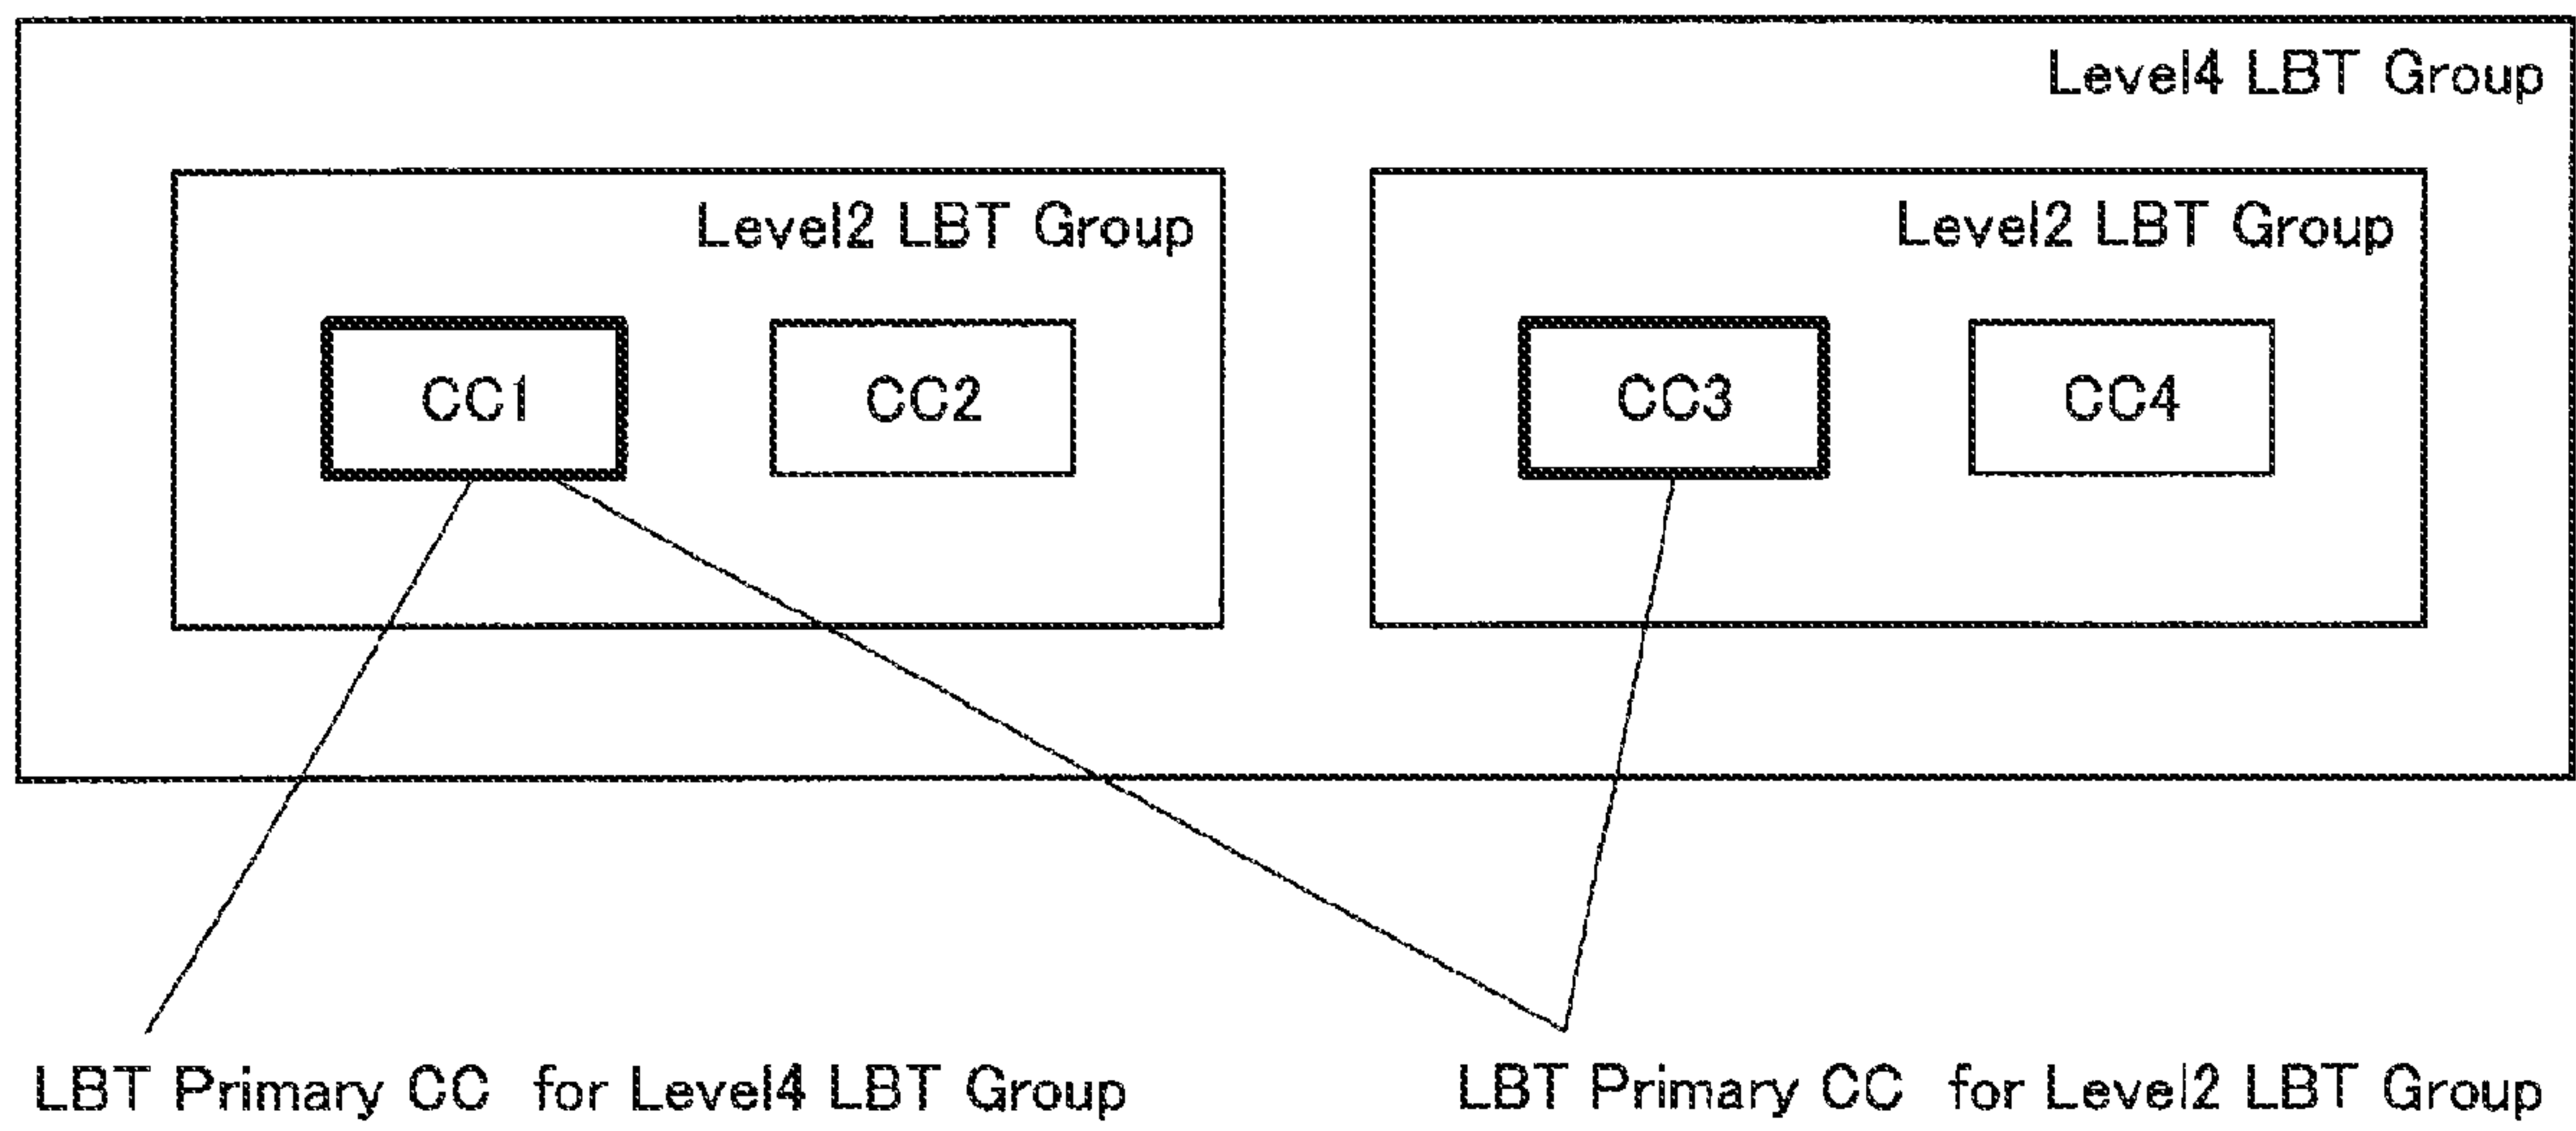 Level4 LBT Group
Level2 LBT Group
Level2 LBT Group
CC1
CC2
CC3
CC4
LBT Primary CC for Level4 LBT Group
LBT Primary CC for Level2 LBT Group